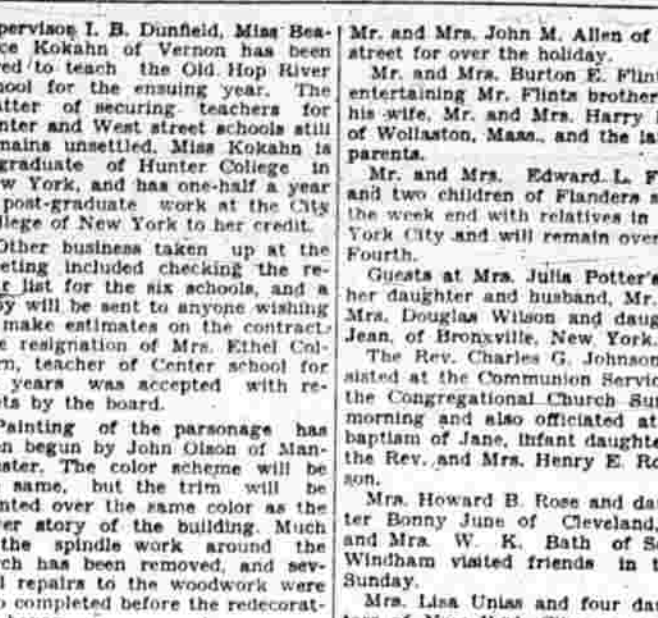 pervisor I. B. Dunfield, Miss Bea-
ce Kokahn of Vernon has been
ed to teach the Old Hop River
ool for the ensuing year. The
atter of securing teachers for
nter and West street schools still
mains unsettled. Miss Kokahn is
graduate of Hunter College in
w York, and has one-half a year
post-graduate work at the City
llege of New York to her credit.
Other business taken up at the
eting included checking the re-
r list for the six schools, and a
y will be sent to anyone wishing
make estimates on the contract.
e resignation of Mrs. Ethel Col-
m, teacher of Center school for
years was accepted with re-
ts by the board.
Painting of the parsonage has
n begun by John Olson of Man-
ester. The color scheme will be
same, but the trim will be
nted over the same color as the
er story of the building. Much
the spindle work around the
rch has been removed, and sev-
l repairs to the woodwork were
o completed before the redecorat-
Mr. and Mrs. John M. Allen of
street for over the holiday.
Mr. and Mrs. Burton E. Flint
entertaining Mr. Flints brother
his wife, Mr. and Mrs. Harry
of Wollaston, Mass., and the la
parents.
Mr. and Mrs. Edward L. F
and two children of Flanders s
the week end with relatives in
York City and will remain over
Fourth.
Guests at Mrs. Julia Potter's
her daughter and husband, Mr.
Mrs. Douglas Wilson and daug
Jean, of Bronxville, New York.
The Rev. Charles G. Johnson
sisted at the Communion Servic
the Congregational Church Sun
morning and also officiated at
baptism of Jane, infant daughte
the Rev. and Mrs. Henry E. Ro
son.
Mrs. Howard B. Rose and da
ter Bonny June of Cleveland,
and Mrs. W. K. Bath of So
Windham visited friends in t
Sunday.
Mrs. Lisa Uniss and four dau